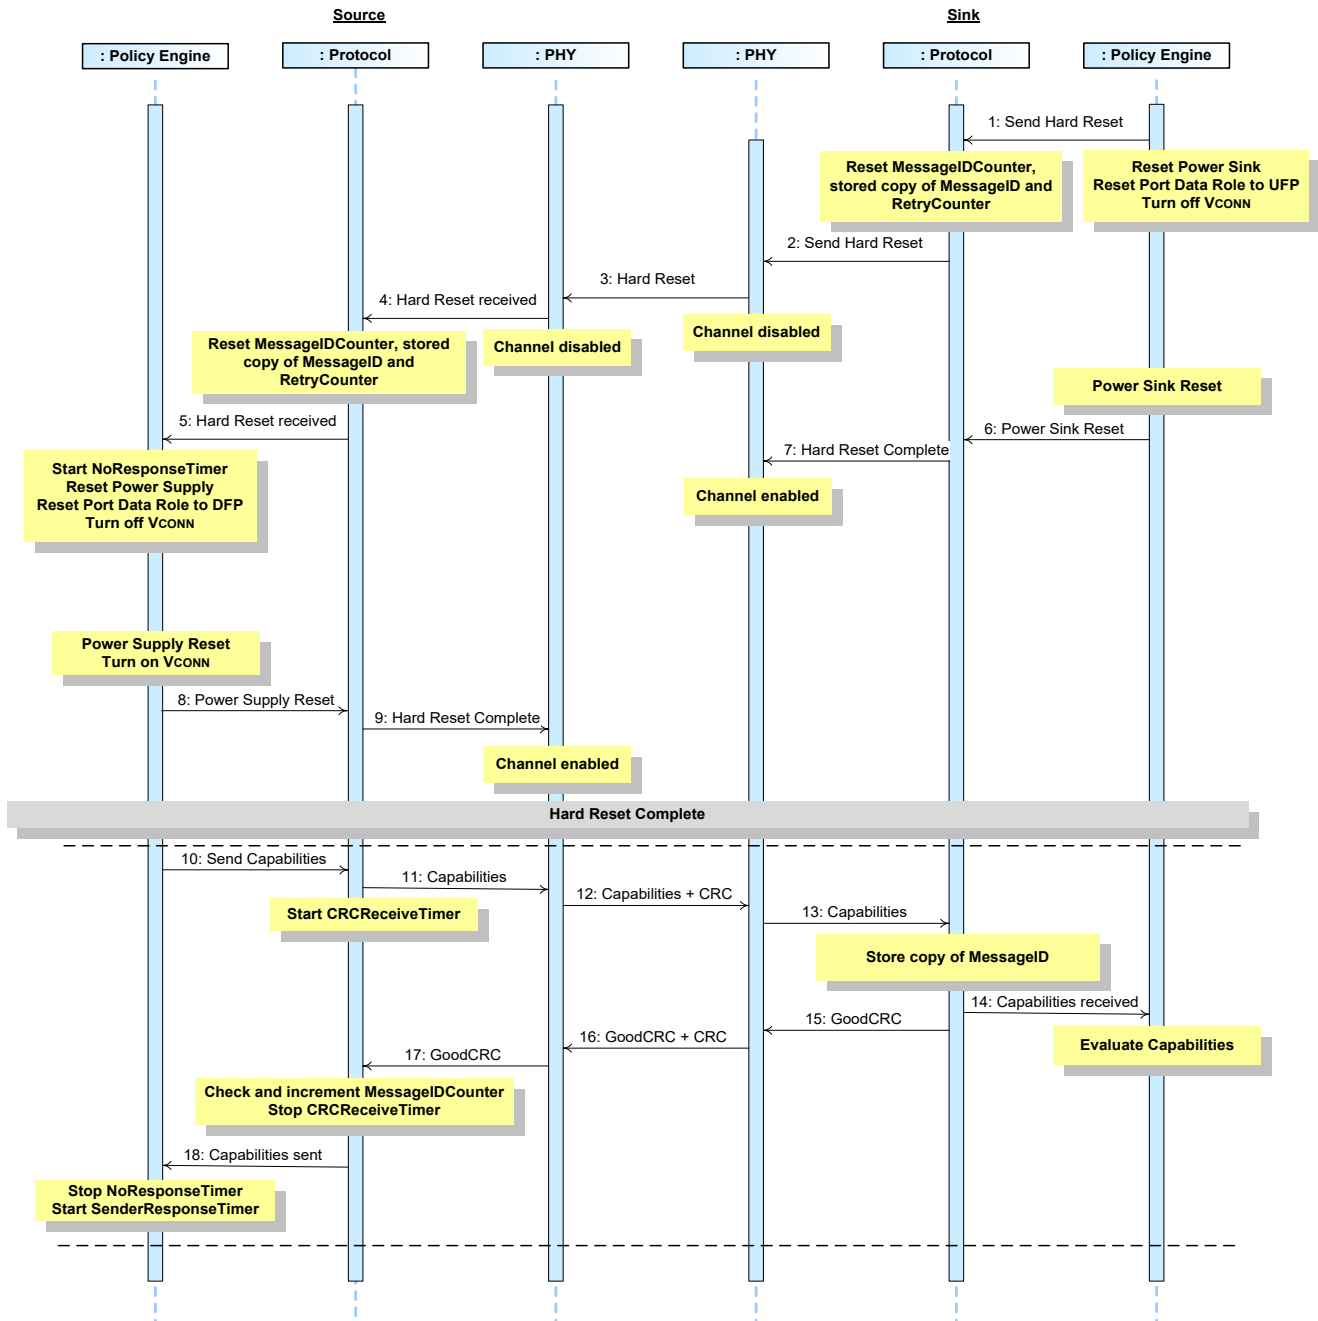 Source
Sink
: Policy Engine
: Protocol
: PHY
: PHY
: Protocol
: Policy Engine
1: Send Hard Reset
Reset MessageIDCounter,
stored copy of MessageID and
RetryCounter
Reset Power Sink
Reset Port Data Role to UFP
Turn off VCONN
2: Send Hard Reset
3: Hard Reset
4: Hard Reset received
Channel disabled
Channel disabled
Reset MessageIDCounter, stored
copy of MessageID and
RetryCounter
Power Sink Reset
5: Hard Reset received
6: Power Sink Reset
7: Hard Reset Complete
Start NoResponseTimer
Reset Power Supply
Reset Port Data Role to DFP
Turn off VCONN
Channel enabled
Power Supply Reset
Turn on VCONN
8: Power Supply Reset
9: Hard Reset Complete
Channel enabled
Hard Reset Complete
10: Send Capabilities
11: Capabilities
12: Capabilities + CRC
13: Capabilities
Start CRCReceiveTimer
Store copy of MessageID
14: Capabilities received
15: GoodCRC
16: GoodCRC + CRC
17: GoodCRC
Evaluate Capabilities
Check and increment MessageIDCounter
Stop CRCReceiveTimer
18: Capabilities sent
Stop NoResponseTimer
Start SenderResponseTimer